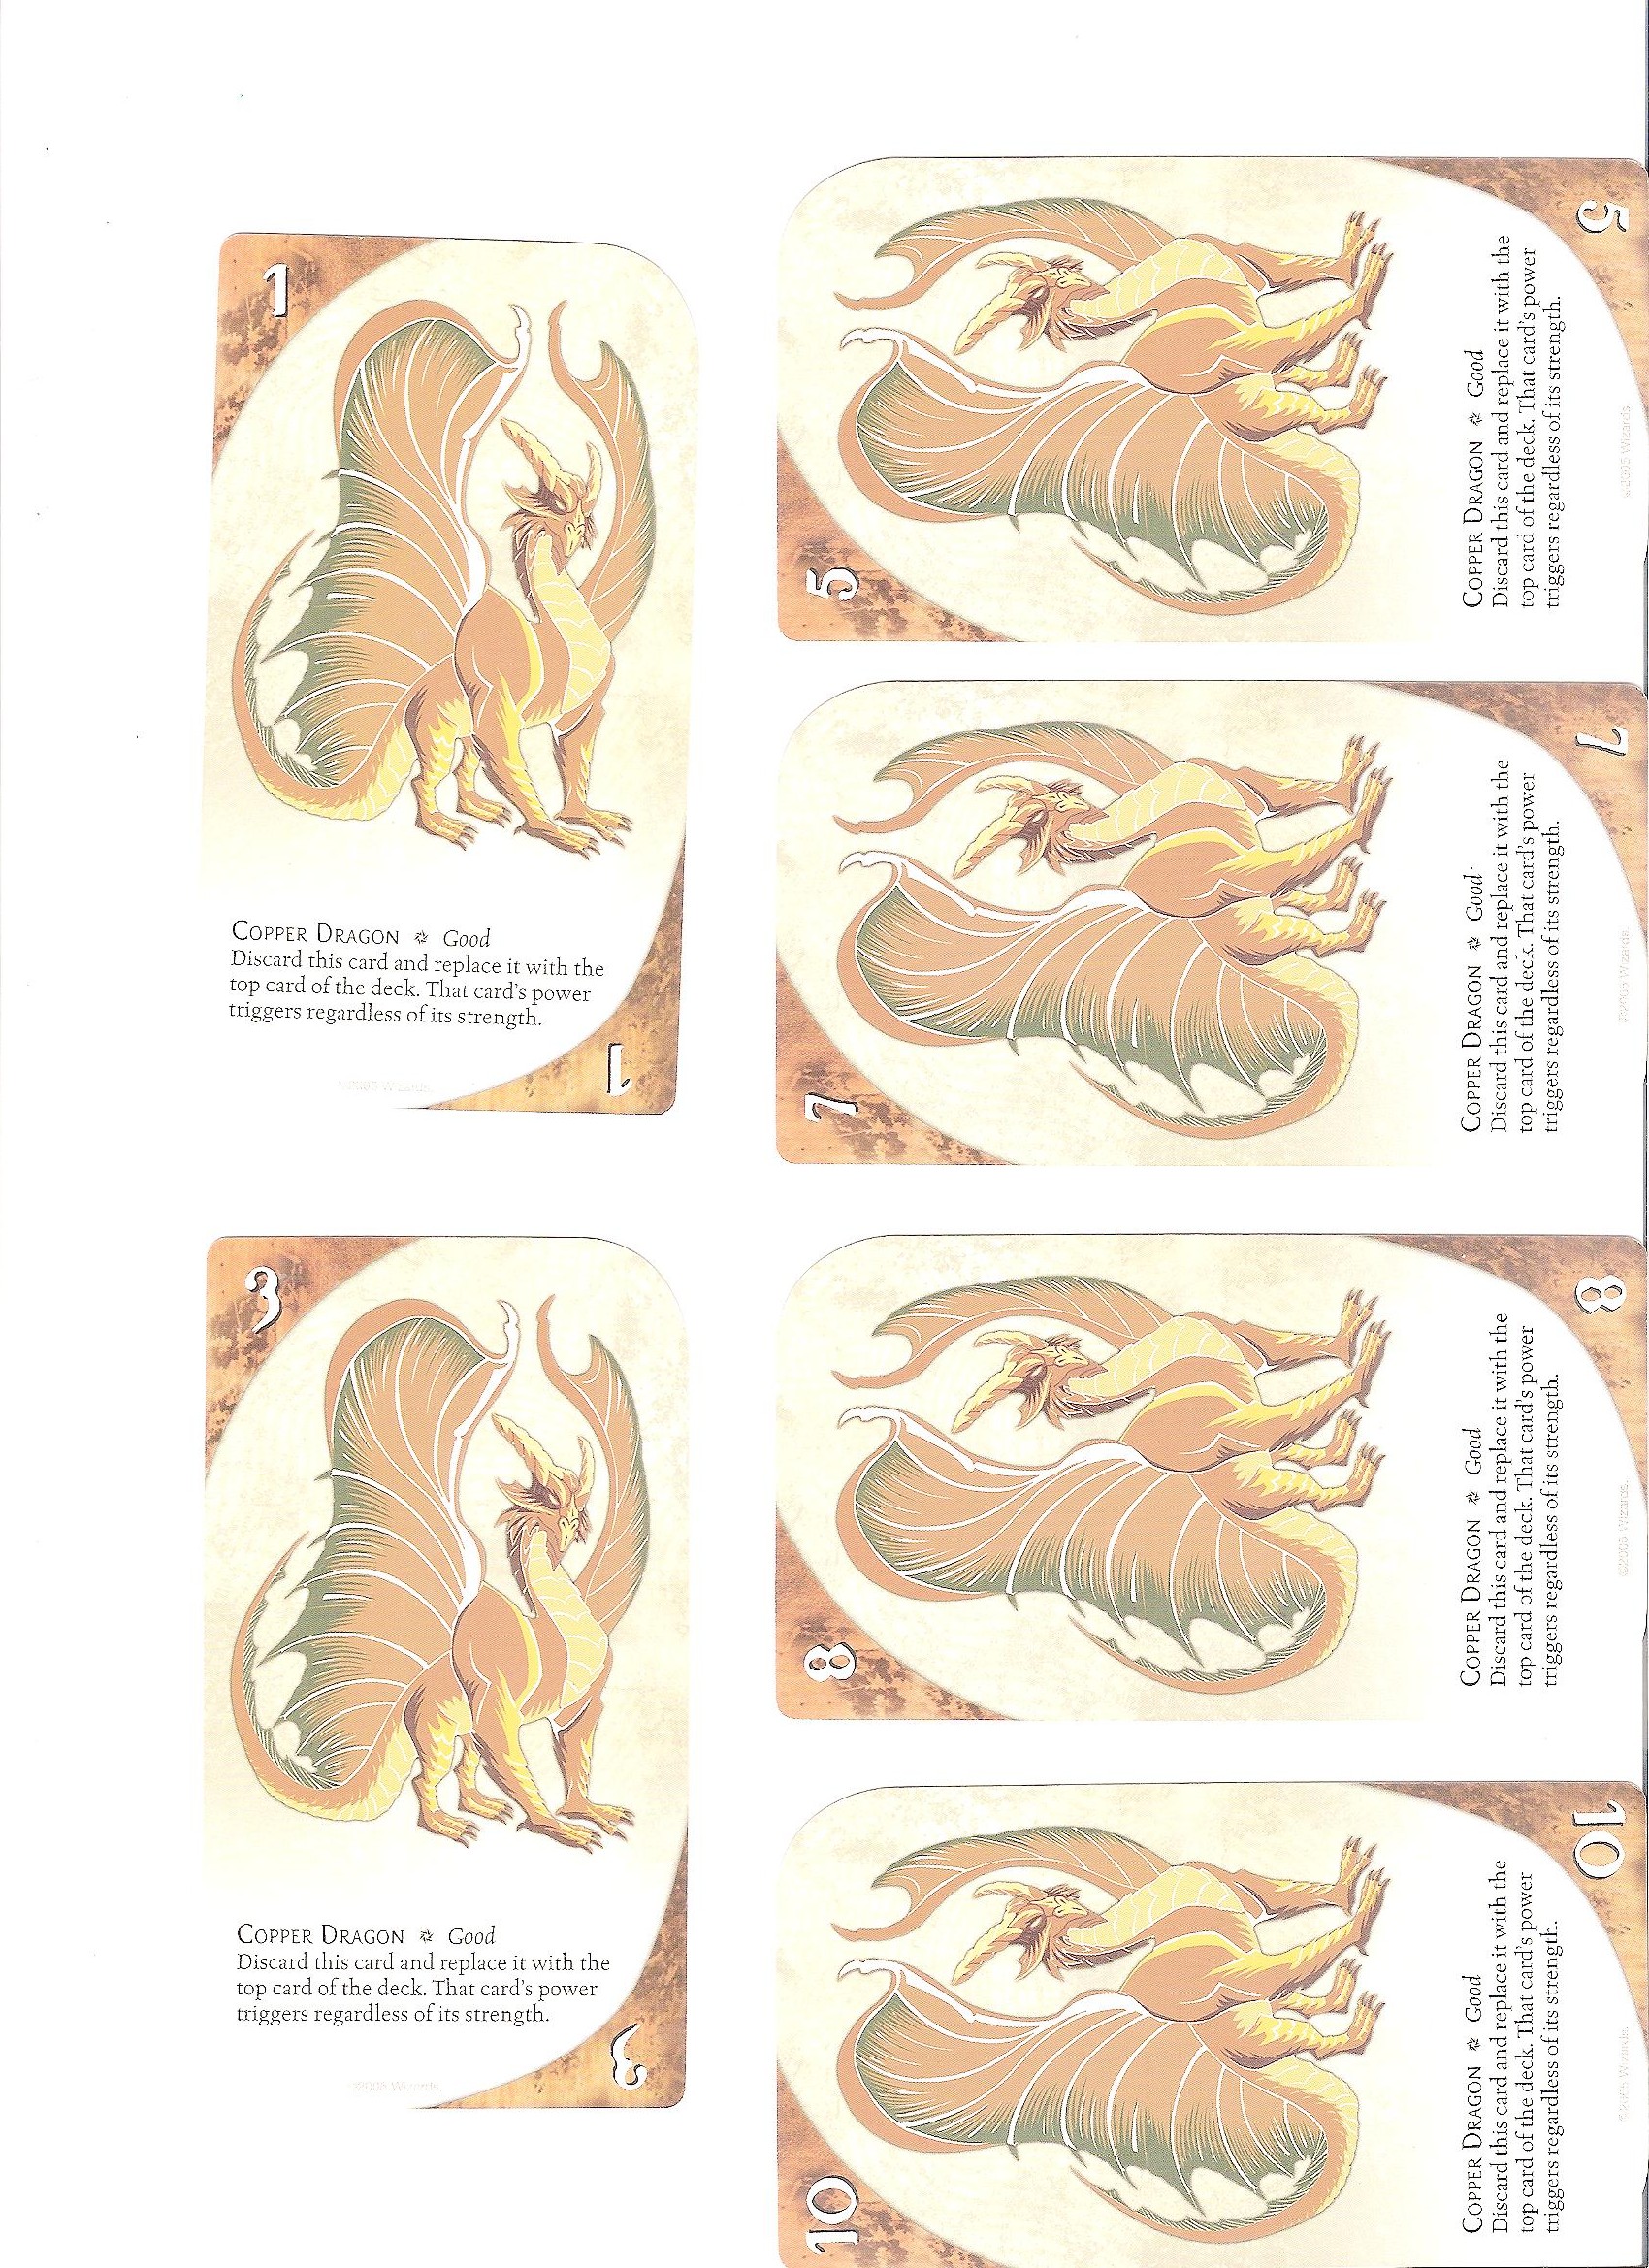 1
COPPER DRAGON Good
Discard this card and replace it with the
top card of the deck. That card's power
triggers regardless of its strength.
©2005 Wizards.
1
3
COPPER DRAGON Good
Discard this card and replace it with the
top card of the deck. That card's power
triggers regardless of its strength.
©2005 Wizards.
3
5
COPPER DRAGON Good
Discard this card and replace it with the
top card of the deck. That card's power
triggers regardless of its strength.
©2005 Wizards.
5
7
COPPER DRAGON Good
Discard this card and replace it with the
top card of the deck. That card's power
triggers regardless of its strength.
©2005 Wizards.
7
8
COPPER DRAGON Good
Discard this card and replace it with the
top card of the deck. That card's power
triggers regardless of its strength.
©2005 Wizards.
8
10
COPPER DRAGON Good
Discard this card and replace it with the
top card of the deck. That card's power
triggers regardless of its strength.
©2005 Wizards.
10